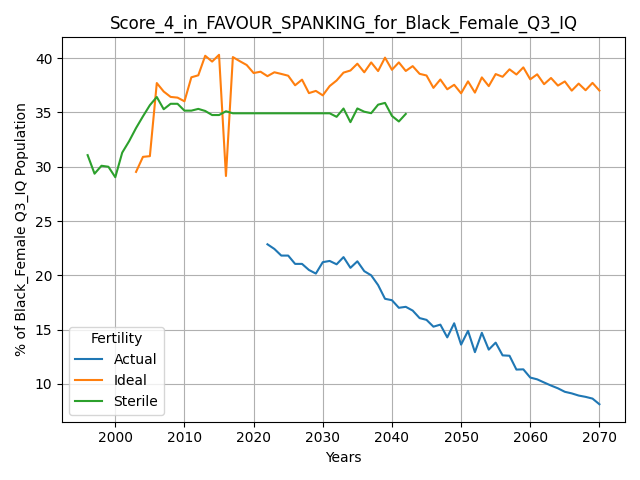 Score_4_in_FAVOUR_SPANKING_for_Black_Female_Q3_IQ
% of Black_Female Q3_IQ Population
40
35
30
25
20
15
10
Fertility
Actual
Ideal
Sterile
2000 2010 2020 2030 2040 2050 2060 2070
Years